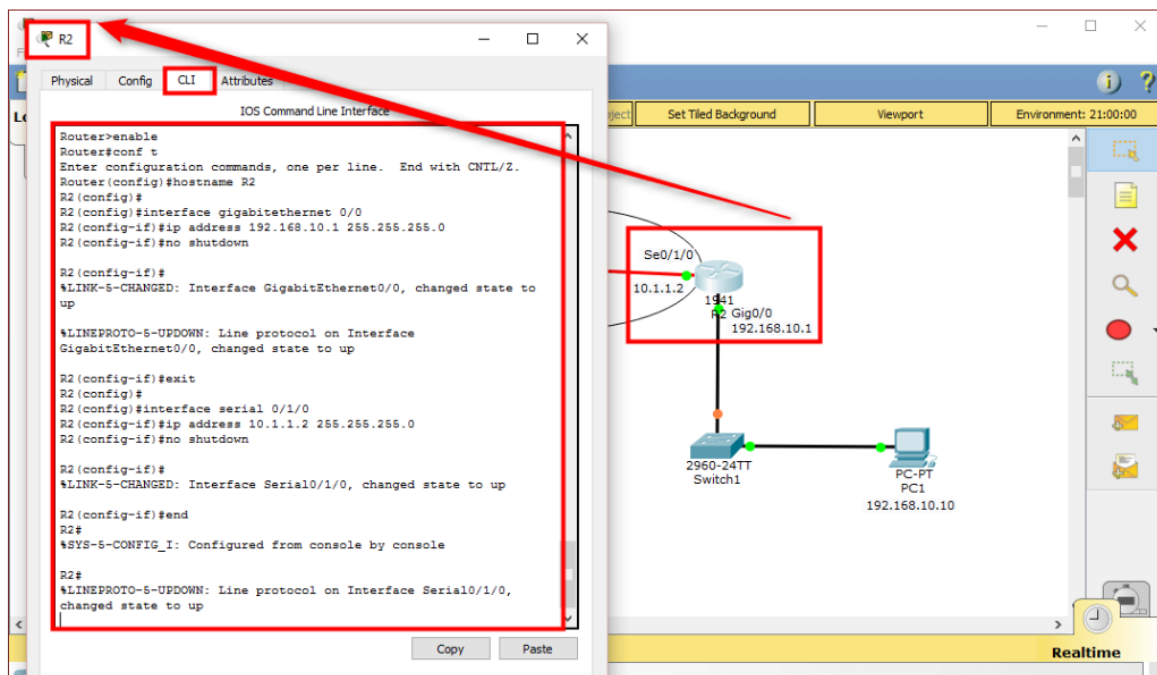 R2
Physical Config CLI Attributes
IOS Command Line Interface
Router>enable
Router#conf t
Enter configuration commands, one per line.  End with CNTL/Z.
Router(config)#hostname R2
R2(config)#
R2(config)#interface gigabitethernet 0/0
R2(config-if)#ip address 192.168.10.1 255.255.255.0
R2(config-if)#no shutdown
R2(config-if)#
%LINK-5-CHANGED: Interface GigabitEthernet0/0, changed state to
up
%LINEPROTO-5-UPDOWN: Line protocol on Interface
GigabitEthernet0/0, changed state to up
R2(config-if)#exit
R2(config)#
R2(config)#interface serial 0/1/0
R2(config-if)#ip address 10.1.1.2 255.255.255.0
R2(config-if)#no shutdown
R2(config-if)#
%LINK-5-CHANGED: Interface Serial0/1/0, changed state to up
R2(config-if)#end
R2#
%SYS-5-CONFIG_I: Configured from console by console
R2#
%LINEPROTO-5-UPDOWN: Line protocol on Interface Serial0/1/0,
changed state to up
Copy Paste
Set Tiled Background Viewport Environment: 21:00:00
Se0/1/0
10.1.1.2
1941
R2 Gig0/0
192.168.10.1
2960-24TT
Switch1
PC-PT
PC1
192.168.10.10
Realtime